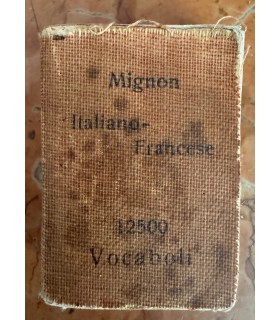 Mignon
Italiano-
Francese
12500
Vocaboli